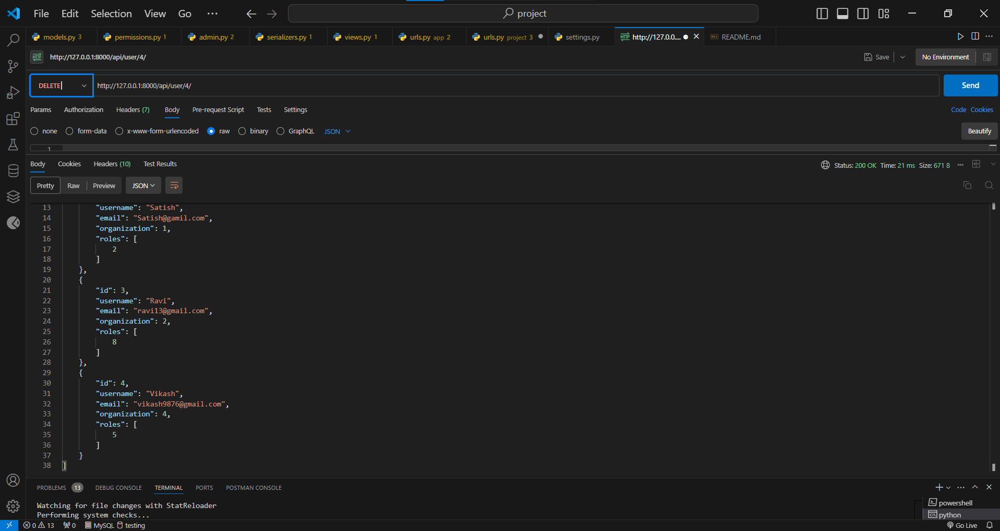 File Edit Selection View Go ··· project
models.py 3 permissions.py 1 admin.py 2 serializers.py 1 views.py 1 urls.py app 2 urls.py project 3 settings.py HTTP http://127.0.0.... README.md
HTTP http://127.0.0.1:8000/api/user/4/ Save No Environment
DELETE http://127.0.0.1:8000/api/user/4/ Send
Params Authorization Headers (7) Body Pre-request Script Tests Settings Code Cookies
none form-data x-www-form-urlencoded raw binary GraphQL JSON Beautify
1
Body Cookies Headers (10) Test Results Status: 200 OK Time: 21 ms Size: 671 B
Pretty Raw Preview JSON
13 "username": "Satish",
14 "email": "Satish@gamil.com",
15 "organization": 1,
16 "roles": [
17 2
18 ]
19 },
20 {
21 "id": 3,
22 "username": "Ravi",
23 "email": "ravi13@gmail.com",
24 "organization": 2,
25 "roles": [
26 8
27 ]
28 },
29 {
30 "id": 4,
31 "username": "Vikash",
32 "email": "vikash9876@gmail.com",
33 "organization": 4,
34 "roles": [
35 5
36 ]
37 }
38 ]
PROBLEMS 13 DEBUG CONSOLE TERMINAL PORTS POSTMAN CONSOLE
Watching for file changes with StatReloader
Performing system checks...
powershell
python
0 13 0 MySQL testing Go Live